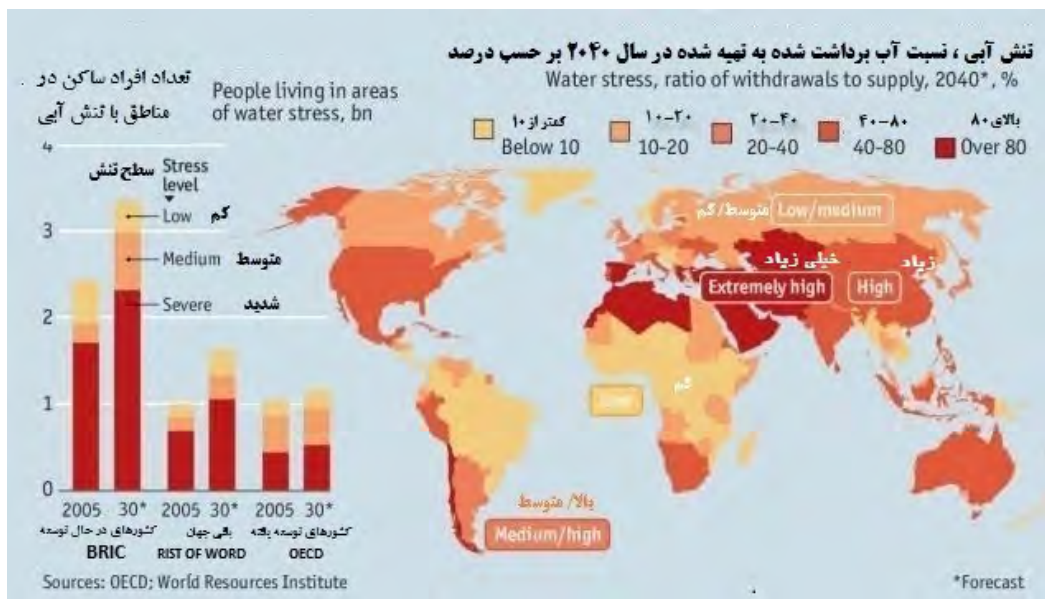 تنش آبی ، نسبت آب برداشت شده به تهیه شده در سال ۲۰۴۰ بر حسب درصد
Water stress, ratio of withdrawals to supply, 2040*, %
کمتر از ۱۰
۱۰-۲۰
۲۰-۴۰
۴۰-۸۰
بالای ۸۰
Below 10
10-20
20-40
40-80
Over 80
تعداد افراد ساکن در
مناطق با تنش آبی
People living in areas
of water stress, bn
4
3
2
1
0
سطح تنش
Stress
level
Low کم
Medium متوسط
Severe شدید
2005 30* 2005 30* 2005 30*
کشورهای در حال توسعه
باقی جهان
کشورهای توسعه یافته
BRIC
RIST OF WORD
OECD
متوسط/کم
Low/medium
خیلی زیاد
Extremely high
زیاد
High
کم
بالا/ متوسط
Medium/high
Sources: OECD; World Resources Institute
*Forecast